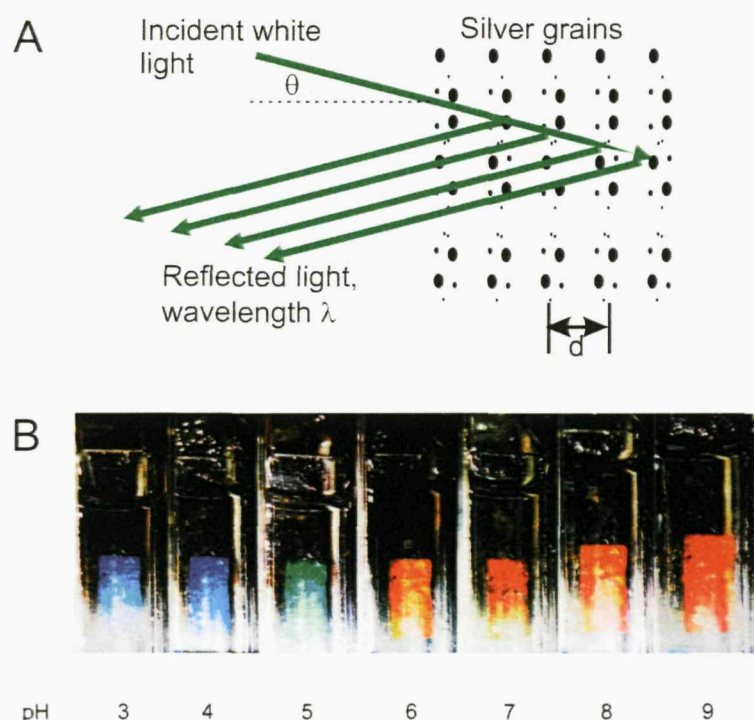 A
Incident white
light
Silver grains
θ
Reflected light,
wavelength λ
d
B
pH 3 4 5 6 7 8 9